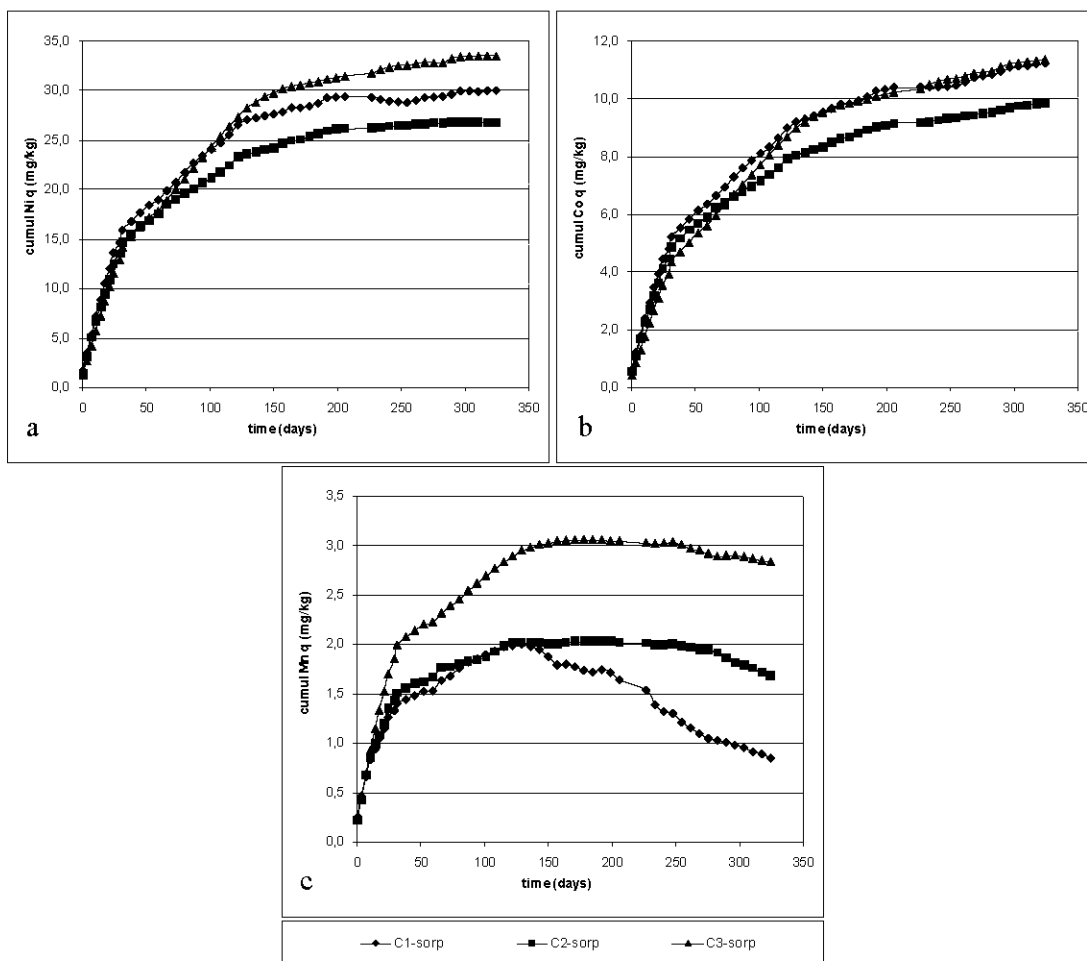 35,0
30,0
25,0
20,0
15,0
10,0
5,0
0,0
cumul Ni q (mg/kg)
0 50 100 150 200 250 300 350
time (days)
a
12,0
10,0
8,0
6,0
4,0
2,0
0,0
cumul Co q (mg/kg)
0 50 100 150 200 250 300 350
time (days)
b
3,5
3,0
2,5
2,0
1,5
1,0
0,5
0,0
cumul Mn q (mg/kg)
0 50 100 150 200 250 300 350
time (days)
c
C1-sorp C2-sorp C3-sorp